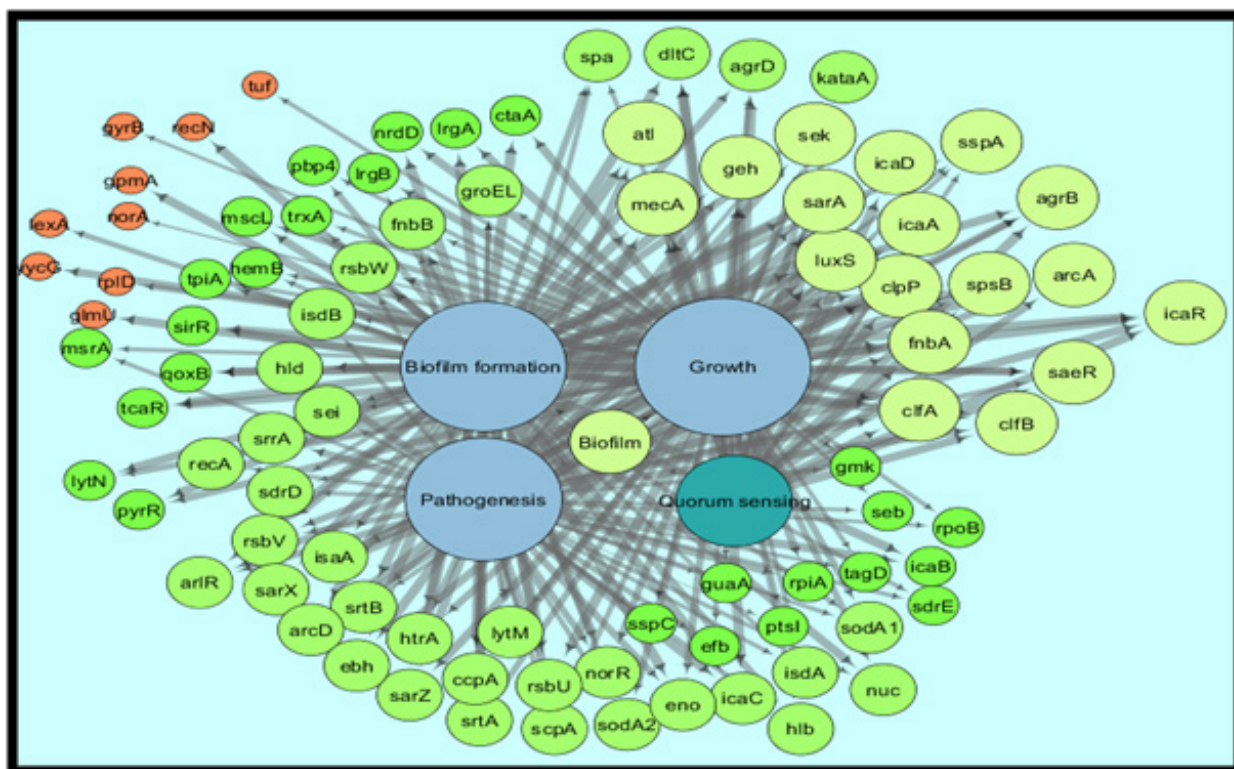 spa
dltC
agrD
kataA
tuf
gyrB
recN
nrdD
lrgA
ctaA
atl
sek
sspA
icaD
geh
pbp4
lrgB
groEL
gpmA
norA
mscL
trxA
fnbB
mecA
sarA
icaA
agrB
lexA
tpiA
hemB
rsbW
luxS
clpP
spsB
arcA
rplD
glmU
sirR
isdB
icaR
msrA
qoxB
hld
Biofilm formation
Growth
fnbA
saeR
tcaR
sei
clfA
clfB
srrA
Biofilm
lytN
recA
gmk
pyrR
sdrD
Pathogenesis
Quorum sensing
seb
rpoB
rsbV
isaA
arlR
sarX
guaA
rpiA
tagD
icaB
sdrE
srtB
arcD
htrA
lytM
sspC
efb
ptsI
sodA1
ebh
sarZ
ccpA
rsbU
norR
isdA
nuc
srtA
scpA
sodA2
eno
icaC
hlb